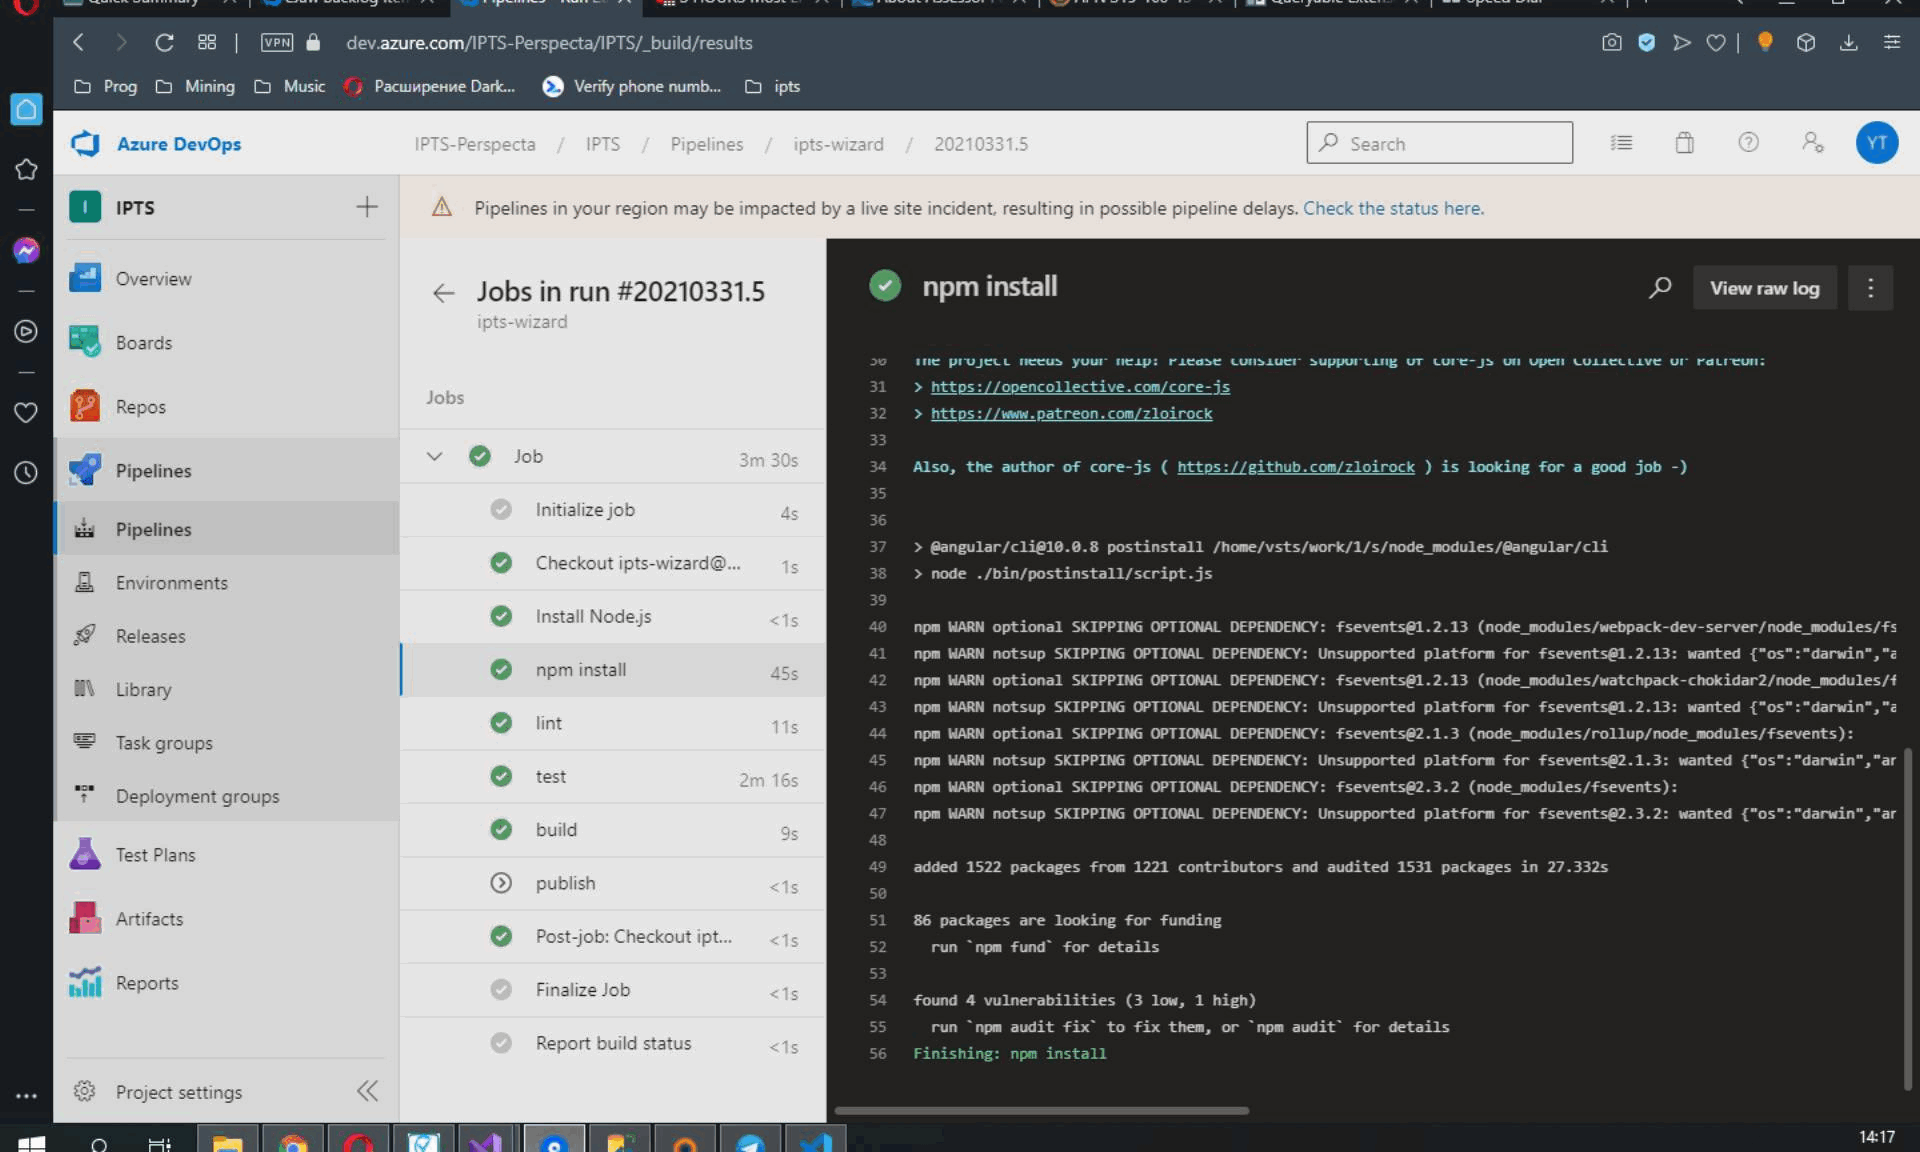 Quick Summary
Pipelines - Run
Speed Dial
VPN
dev.azure.com/IPTS-Perspecta/IPTS/_build/results
Prog
Mining
Music
Расширение Dark...
Verify phone numb...
ipts
Azure DevOps
IPTS-Perspecta / IPTS / Pipelines / ipts-wizard / 20210331.5
Search
YT
I
IPTS
Pipelines in your region may be impacted by a live site incident, resulting in possible pipeline delays. Check the status here.
Overview
Boards
Repos
Pipelines
Pipelines
Environments
Releases
Library
Task groups
Deployment groups
Test Plans
Artifacts
Reports
Project settings
Jobs in run #20210331.5
ipts-wizard
Jobs
Job 3m 30s
Initialize job 4s
Checkout ipts-wizard@... 1s
Install Node.js <1s
npm install 45s
lint 11s
test 2m 16s
build 9s
publish <1s
Post-job: Checkout ipt... <1s
Finalize Job <1s
Report build status <1s
npm install
View raw log
30 The project needs your help! Please consider supporting of core-js on Open Collective or Patreon:
31 > https://opencollective.com/core-js
32 > https://www.patreon.com/zloirock
33
34 Also, the author of core-js ( https://github.com/zloirock ) is looking for a good job -)
35
36
37 > @angular/cli@10.0.8 postinstall /home/vsts/work/1/s/node_modules/@angular/cli
38 > node ./bin/postinstall/script.js
39
40 npm WARN optional SKIPPING OPTIONAL DEPENDENCY: fsevents@1.2.13 (node_modules/webpack-dev-server/node_modules/fs
41 npm WARN notsup SKIPPING OPTIONAL DEPENDENCY: Unsupported platform for fsevents@1.2.13: wanted {"os":"darwin","a
42 npm WARN optional SKIPPING OPTIONAL DEPENDENCY: fsevents@1.2.13 (node_modules/watchpack-chokidar2/node_modules/f
43 npm WARN notsup SKIPPING OPTIONAL DEPENDENCY: Unsupported platform for fsevents@1.2.13: wanted {"os":"darwin","a
44 npm WARN optional SKIPPING OPTIONAL DEPENDENCY: fsevents@2.1.3 (node_modules/rollup/node_modules/fsevents):
45 npm WARN notsup SKIPPING OPTIONAL DEPENDENCY: Unsupported platform for fsevents@2.1.3: wanted {"os":"darwin","ar
46 npm WARN optional SKIPPING OPTIONAL DEPENDENCY: fsevents@2.3.2 (node_modules/fsevents):
47 npm WARN notsup SKIPPING OPTIONAL DEPENDENCY: Unsupported platform for fsevents@2.3.2: wanted {"os":"darwin","ar
48
49 added 1522 packages from 1221 contributors and audited 1531 packages in 27.332s
50
51 86 packages are looking for funding
52 run `npm fund` for details
53
54 found 4 vulnerabilities (3 low, 1 high)
55 run `npm audit fix` to fix them, or `npm audit` for details
56 Finishing: npm install
14:17